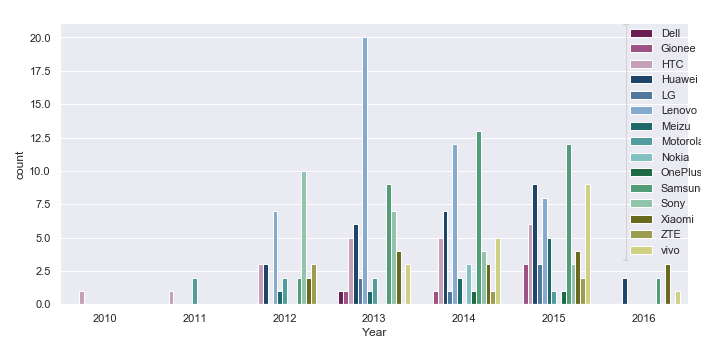 20.0
17.5
15.0
12.5
10.0
7.5
5.0
2.5
0.0
count
2010 2011 2012 2013 2014 2015 2016
Year
Dell
Gionee
HTC
Huawei
LG
Lenovo
Meizu
Motorola
Nokia
OnePlus
Samsung
Sony
Xiaomi
ZTE
vivo